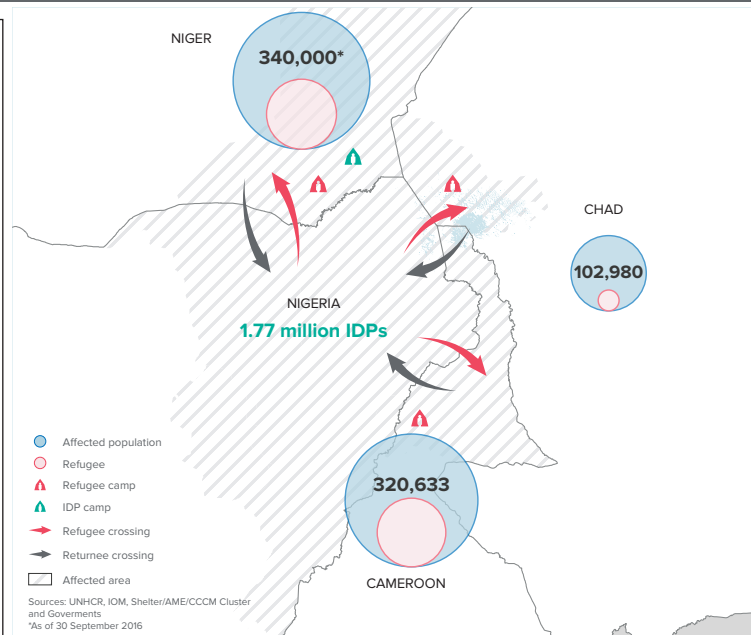 NIGER
340,000*
CHAD
102,980
NIGERIA
1.77 million IDPs
320,633
CAMEROON
Affected population
Refugee
Refugee camp
IDP camp
Refugee crossing
Returnee crossing
Affected area
Sources: UNHCR, IOM, Shelter/AME/CCCM Cluster
and Goverments
*As of 30 September 2016